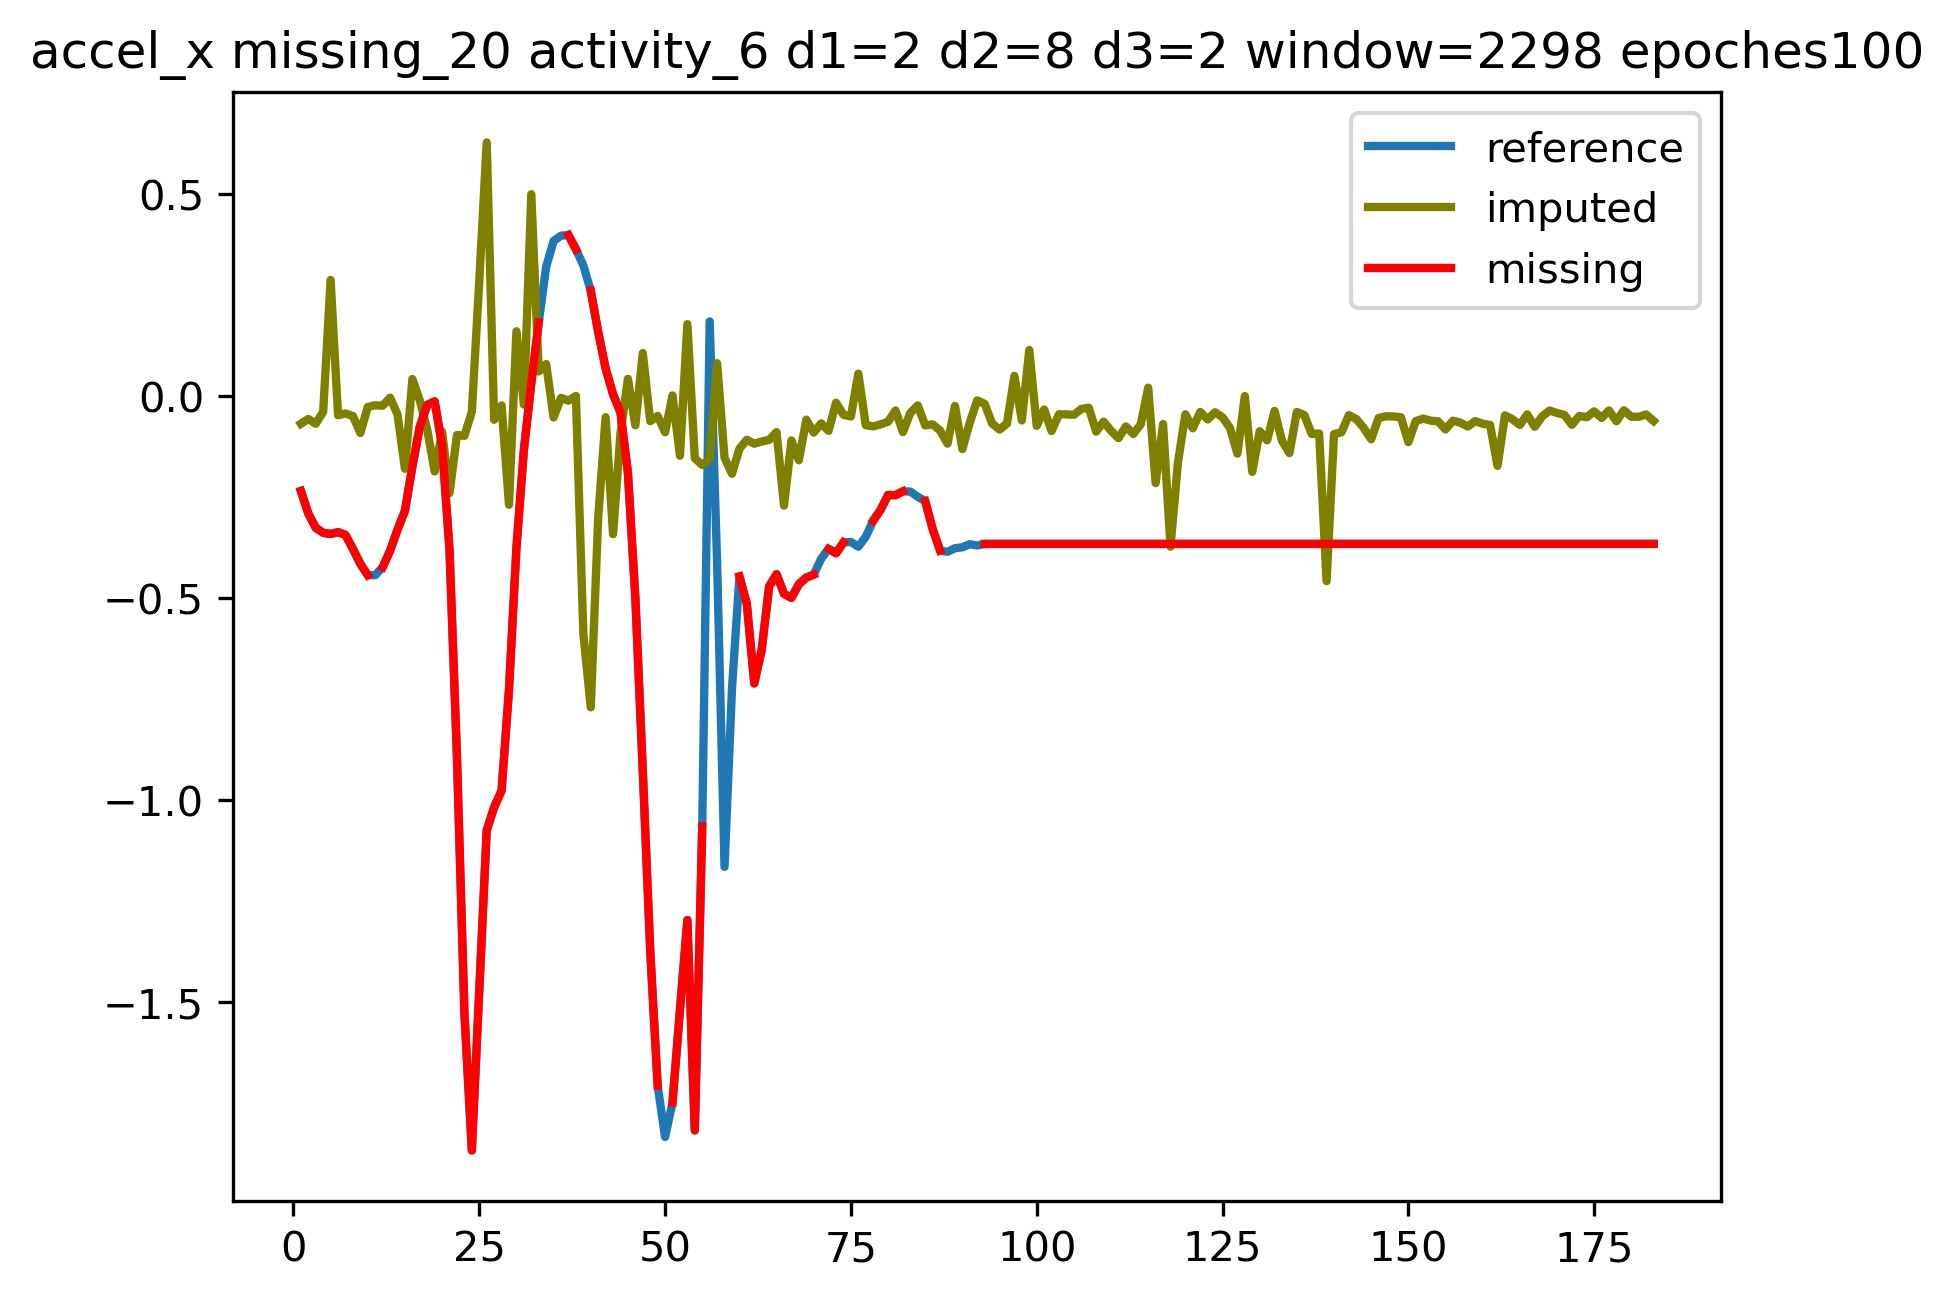 accel_x missing_20 activity_6 d1=2 d2=8 d3=2 window=2298 epoches100
reference
imputed
missing
0.5
0.0
−0.5
−1.0
−1.5
0 25 50 75 100 125 150 175